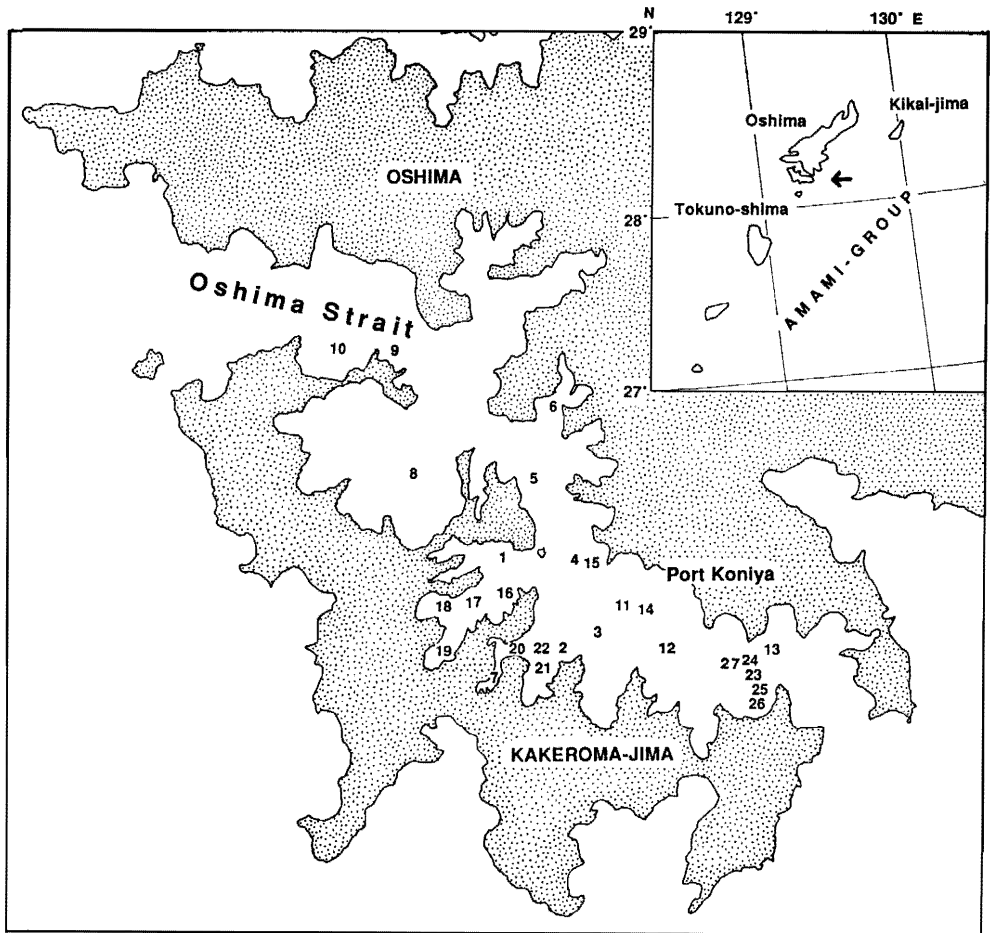 N 129° 130° E
29°
Kikai-jima
Oshima
OSHIMA
Tokuno-shima
28°
AMAMI-GROUP
Oshima Strait
10 9
27°
6
8 5
1 4 15
Port Koniya
18 17 16 11 14
3
19 20 22 2 12 13
21 27 24
7 23
25
26
KAKEROMA-JIMA